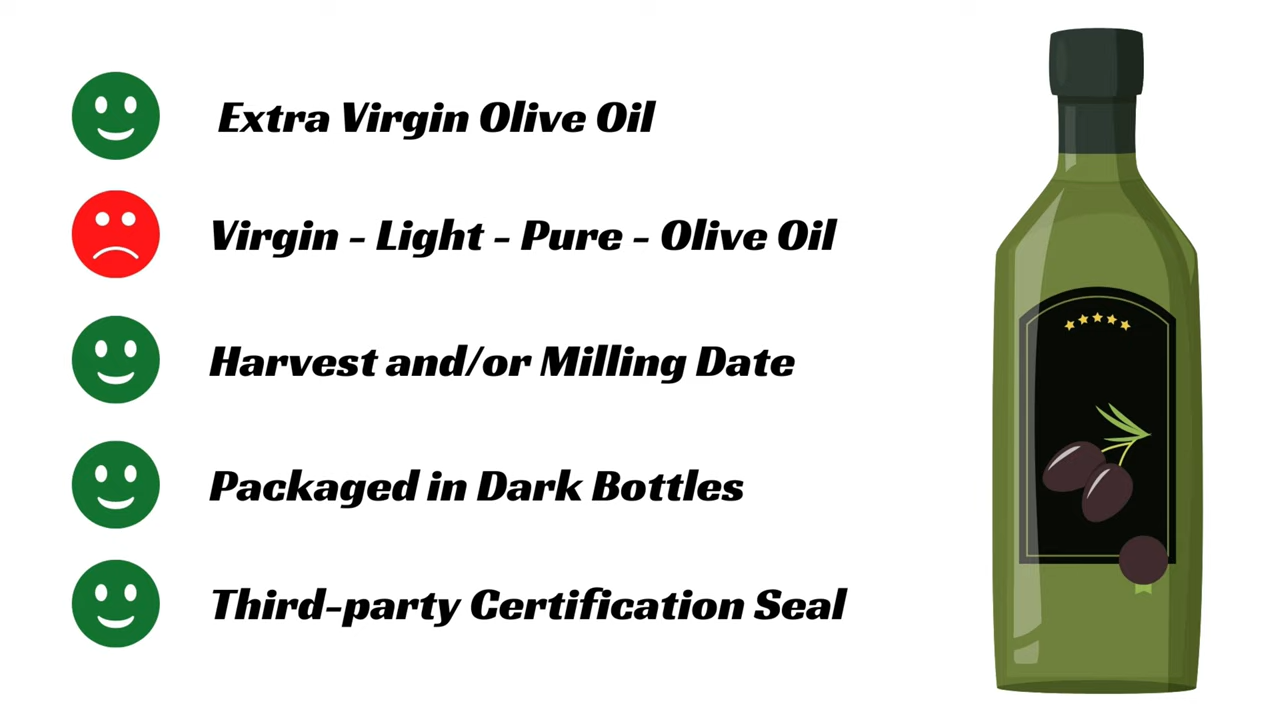 Extra Virgin Olive Oil
Virgin - Light - Pure - Olive Oil
Harvest and/or Milling Date
Packaged in Dark Bottles
Third-party Certification Seal